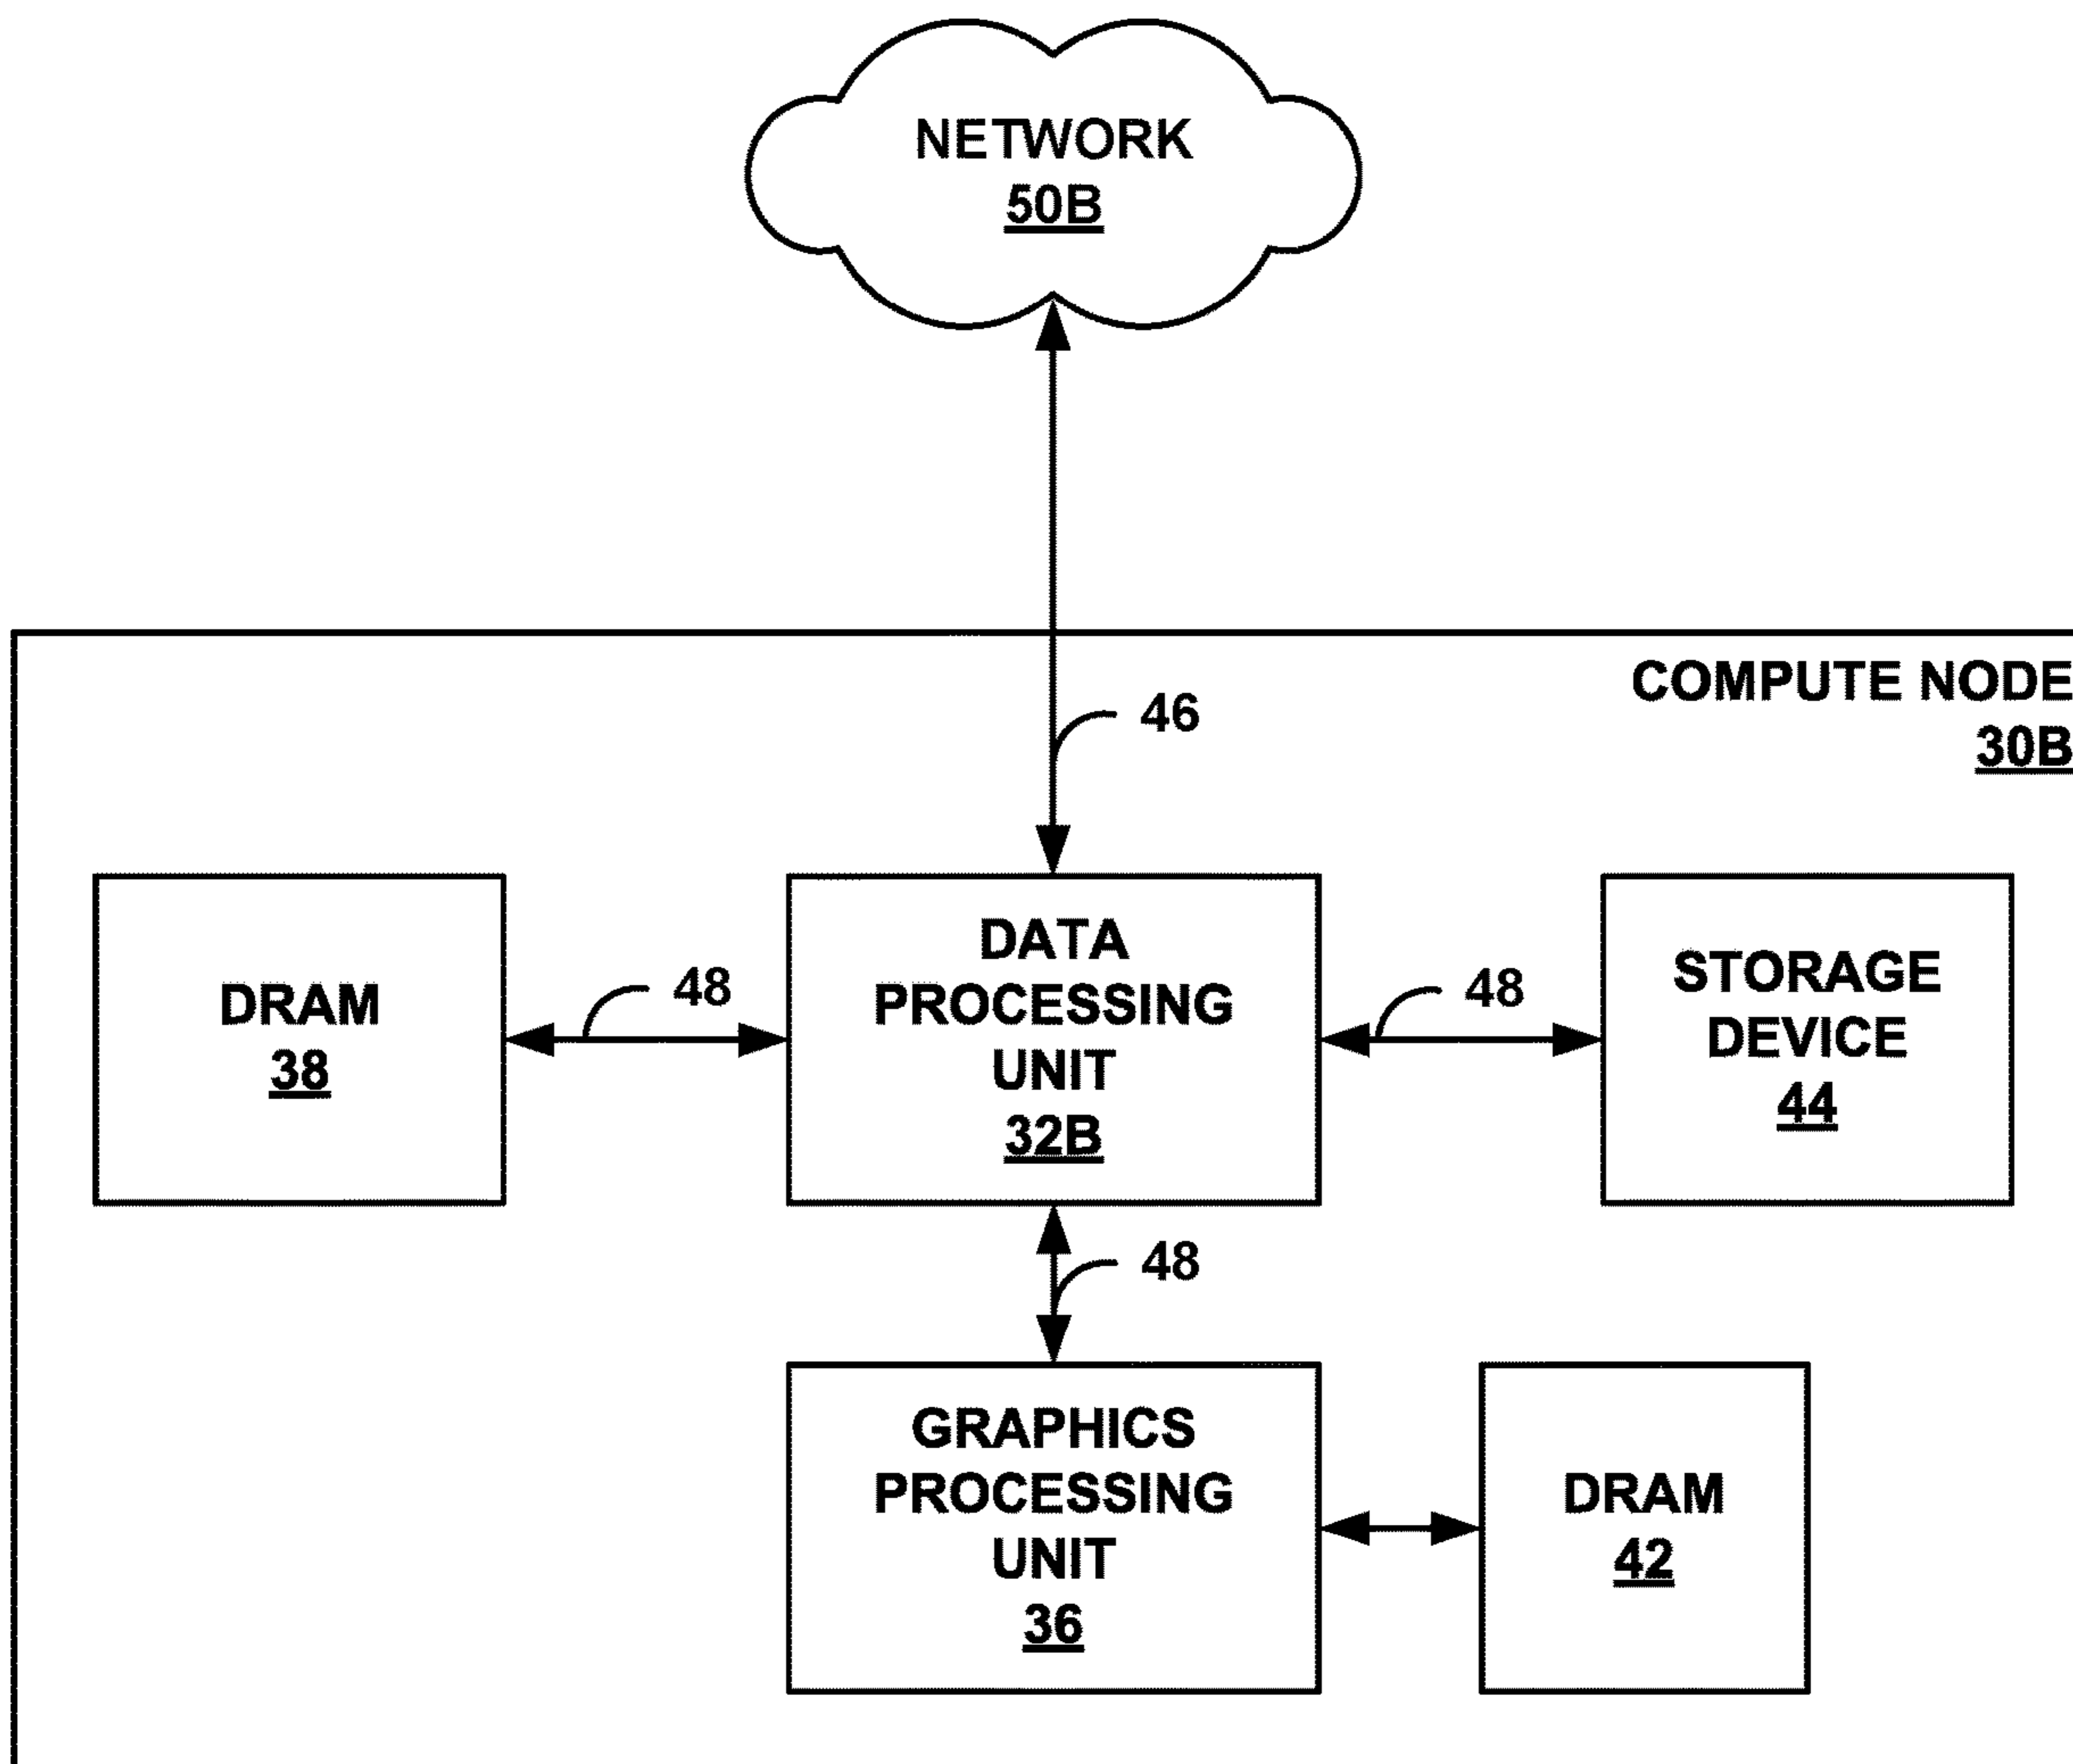 NETWORK
50B
COMPUTE NODE
30B
46
DRAM
38
48
DATA
PROCESSING
UNIT
32B
48
STORAGE
DEVICE
44
48
GRAPHICS
PROCESSING
UNIT
36
DRAM
42